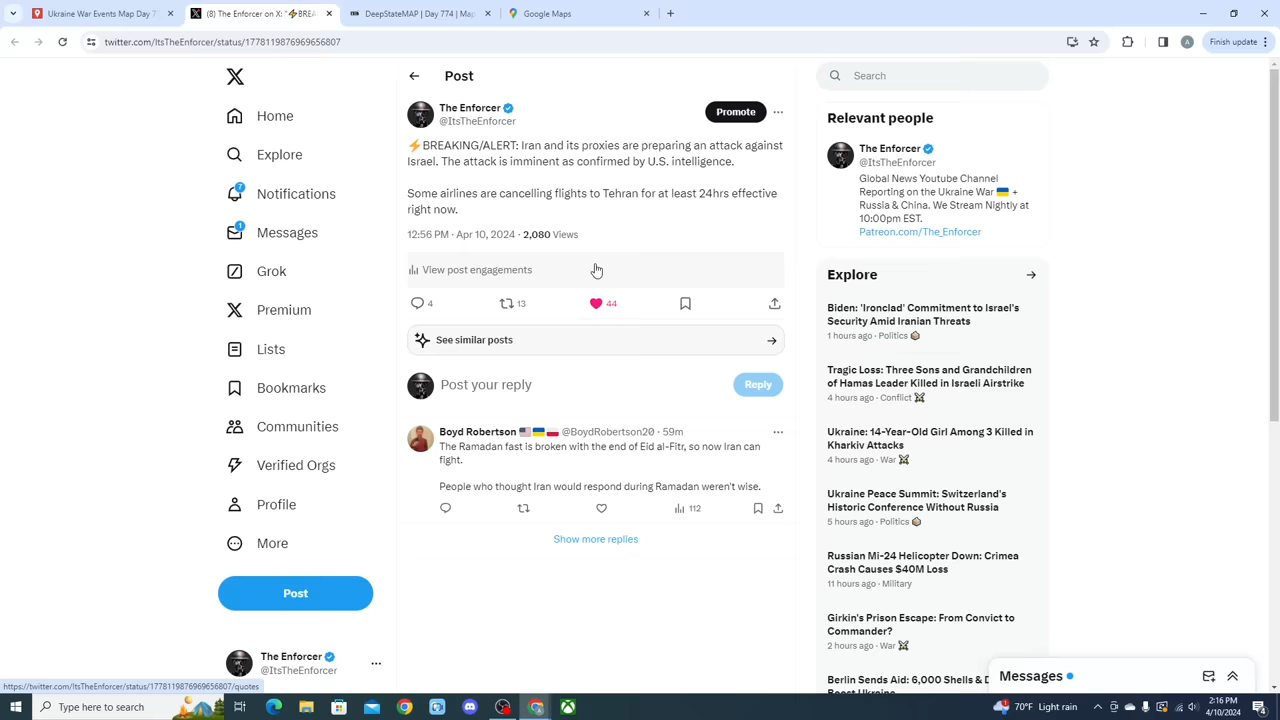 Ukraine War Events Map Day 7
(8) The Enforcer on X: "⚡BREA
DeepStateMAP | Day 774 | Map
Google Maps
twitter.com/ItsTheEnforcer/status/1778119876969656807
A
Finish update
Home
Explore
7
Notifications
1
Messages
Grok
Premium
Lists
Bookmarks
Communities
Verified Orgs
Profile
More
Post
The Enforcer
@ItsTheEnforcer
Post
The Enforcer
@ItsTheEnforcer
Promote
⚡BREAKING/ALERT: Iran and its proxies are preparing an attack against
Israel. The attack is imminent as confirmed by U.S. intelligence.
Some airlines are cancelling flights to Tehran for at least 24hrs effective
right now.
12:56 PM · Apr 10, 2024 · 2,080 Views
View post engagements
4 13 44
See similar posts
Post your reply
Reply
Boyd Robertson 🇺🇸 🇺🇦 🇵🇱 @BoydRobertson20 · 59m
The Ramadan fast is broken with the end of Eid al-Fitr, so now Iran can
fight.
People who thought Iran would respond during Ramadan weren't wise.
112
Show more replies
Search
Relevant people
The Enforcer
@ItsTheEnforcer
Global News Youtube Channel
Reporting on the Ukraine War 🇺🇦 +
Russia & China. We Stream Nightly at
10:00pm EST.
Patreon.com/The_Enforcer
Explore
Biden: 'Ironclad' Commitment to Israel's
Security Amid Iranian Threats
1 hours ago · Politics
Tragic Loss: Three Sons and Grandchildren
of Hamas Leader Killed in Israeli Airstrike
4 hours ago · Conflict
Ukraine: 14-Year-Old Girl Among 3 Killed in
Kharkiv Attacks
4 hours ago · War
Ukraine Peace Summit: Switzerland's
Historic Conference Without Russia
5 hours ago · Politics
Russian Mi-24 Helicopter Down: Crimea
Crash Causes $40M Loss
11 hours ago · Military
Girkin's Prison Escape: From Convict to
Commander?
2 hours ago · War
Berlin Sends Aid: 6,000 Shells & D
Boost Ukraine
Messages
https://twitter.com/ItsTheEnforcer/status/1778119876969656807/quotes
Type here to search
70°F Light rain
2:16 PM
4/10/2024